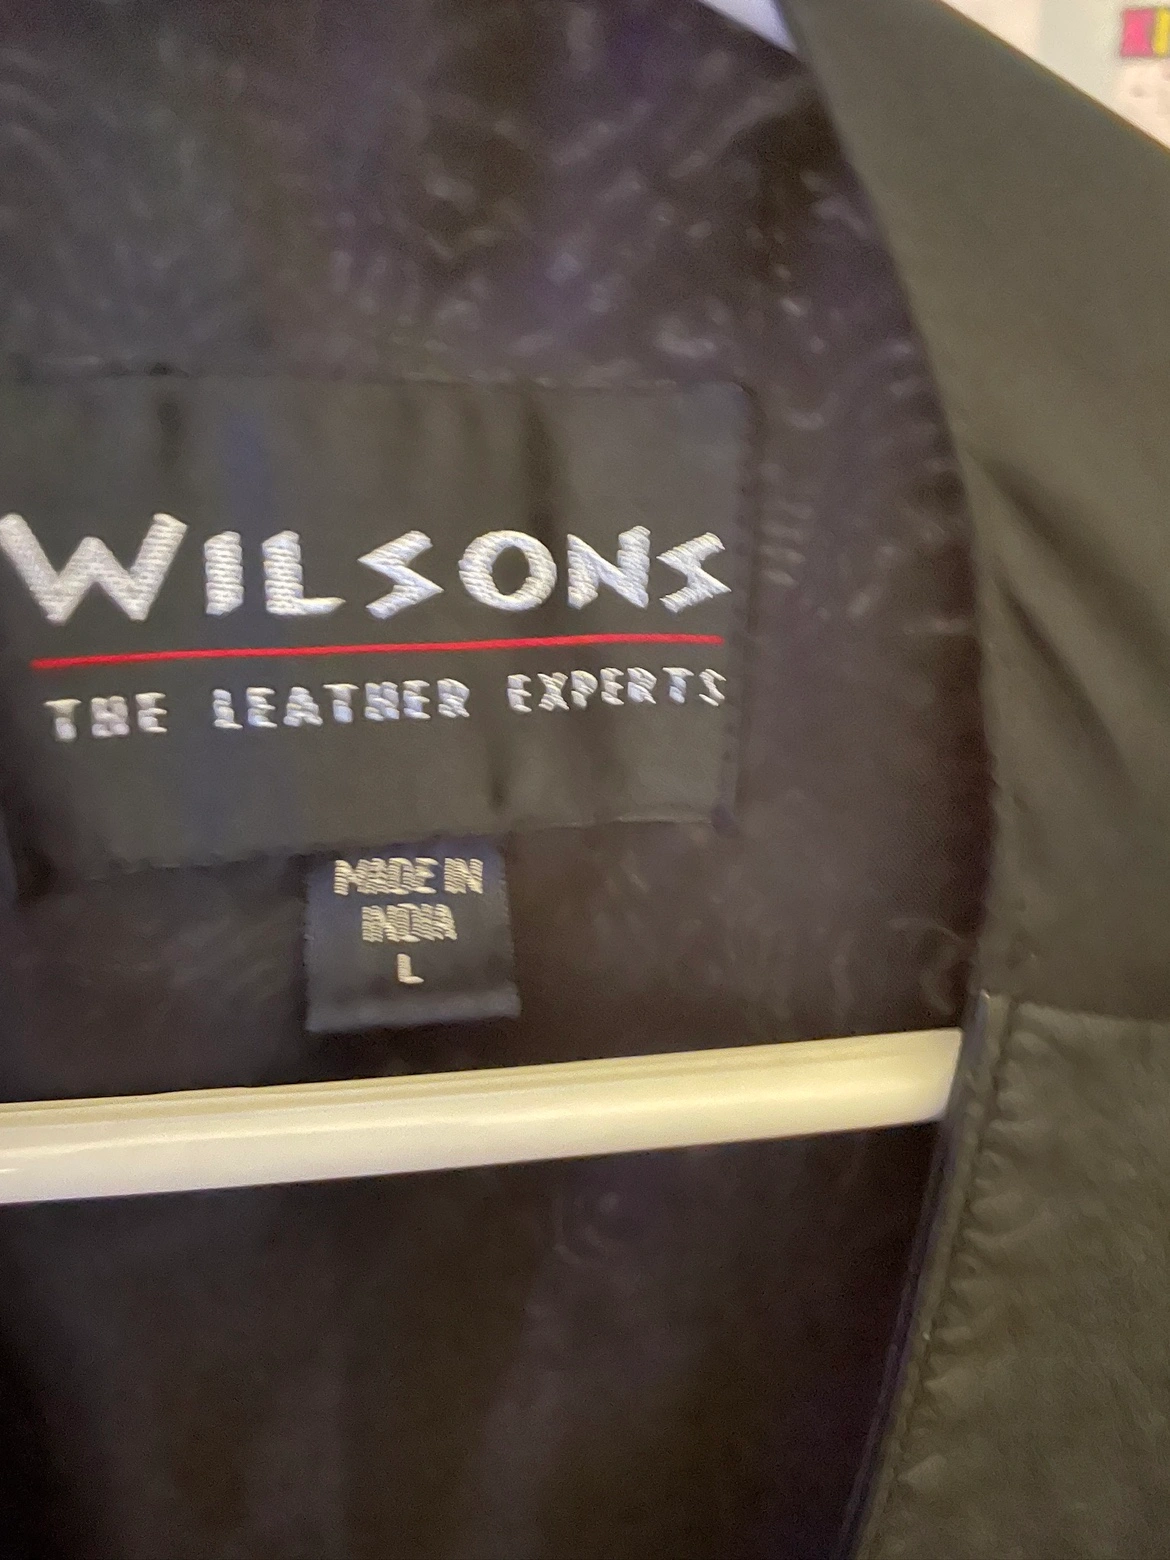 WILSONS
THE LEATHER EXPERTS
MADE IN
INDIA
L